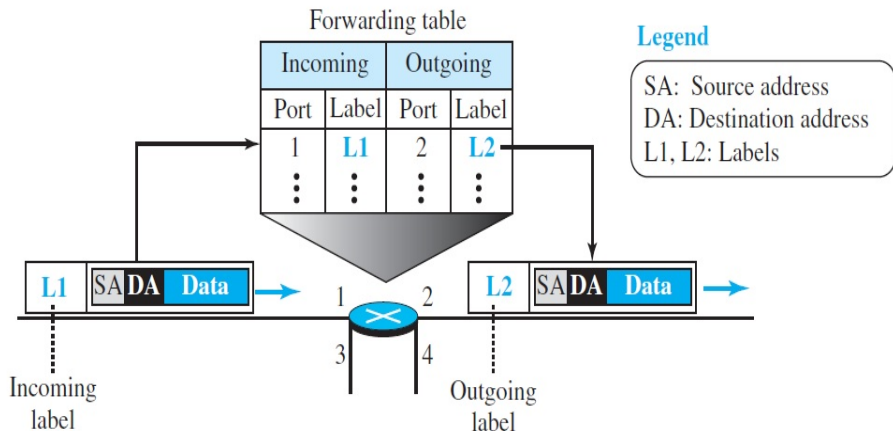 Forwarding table
Incoming Outgoing
Port Label Port Label
1 L1 2 L2
Legend
SA: Source address
DA: Destination address
L1, L2: Labels
L1 SA DA Data
1 2
3 4
L2 SA DA Data
Incoming
label
Outgoing
label